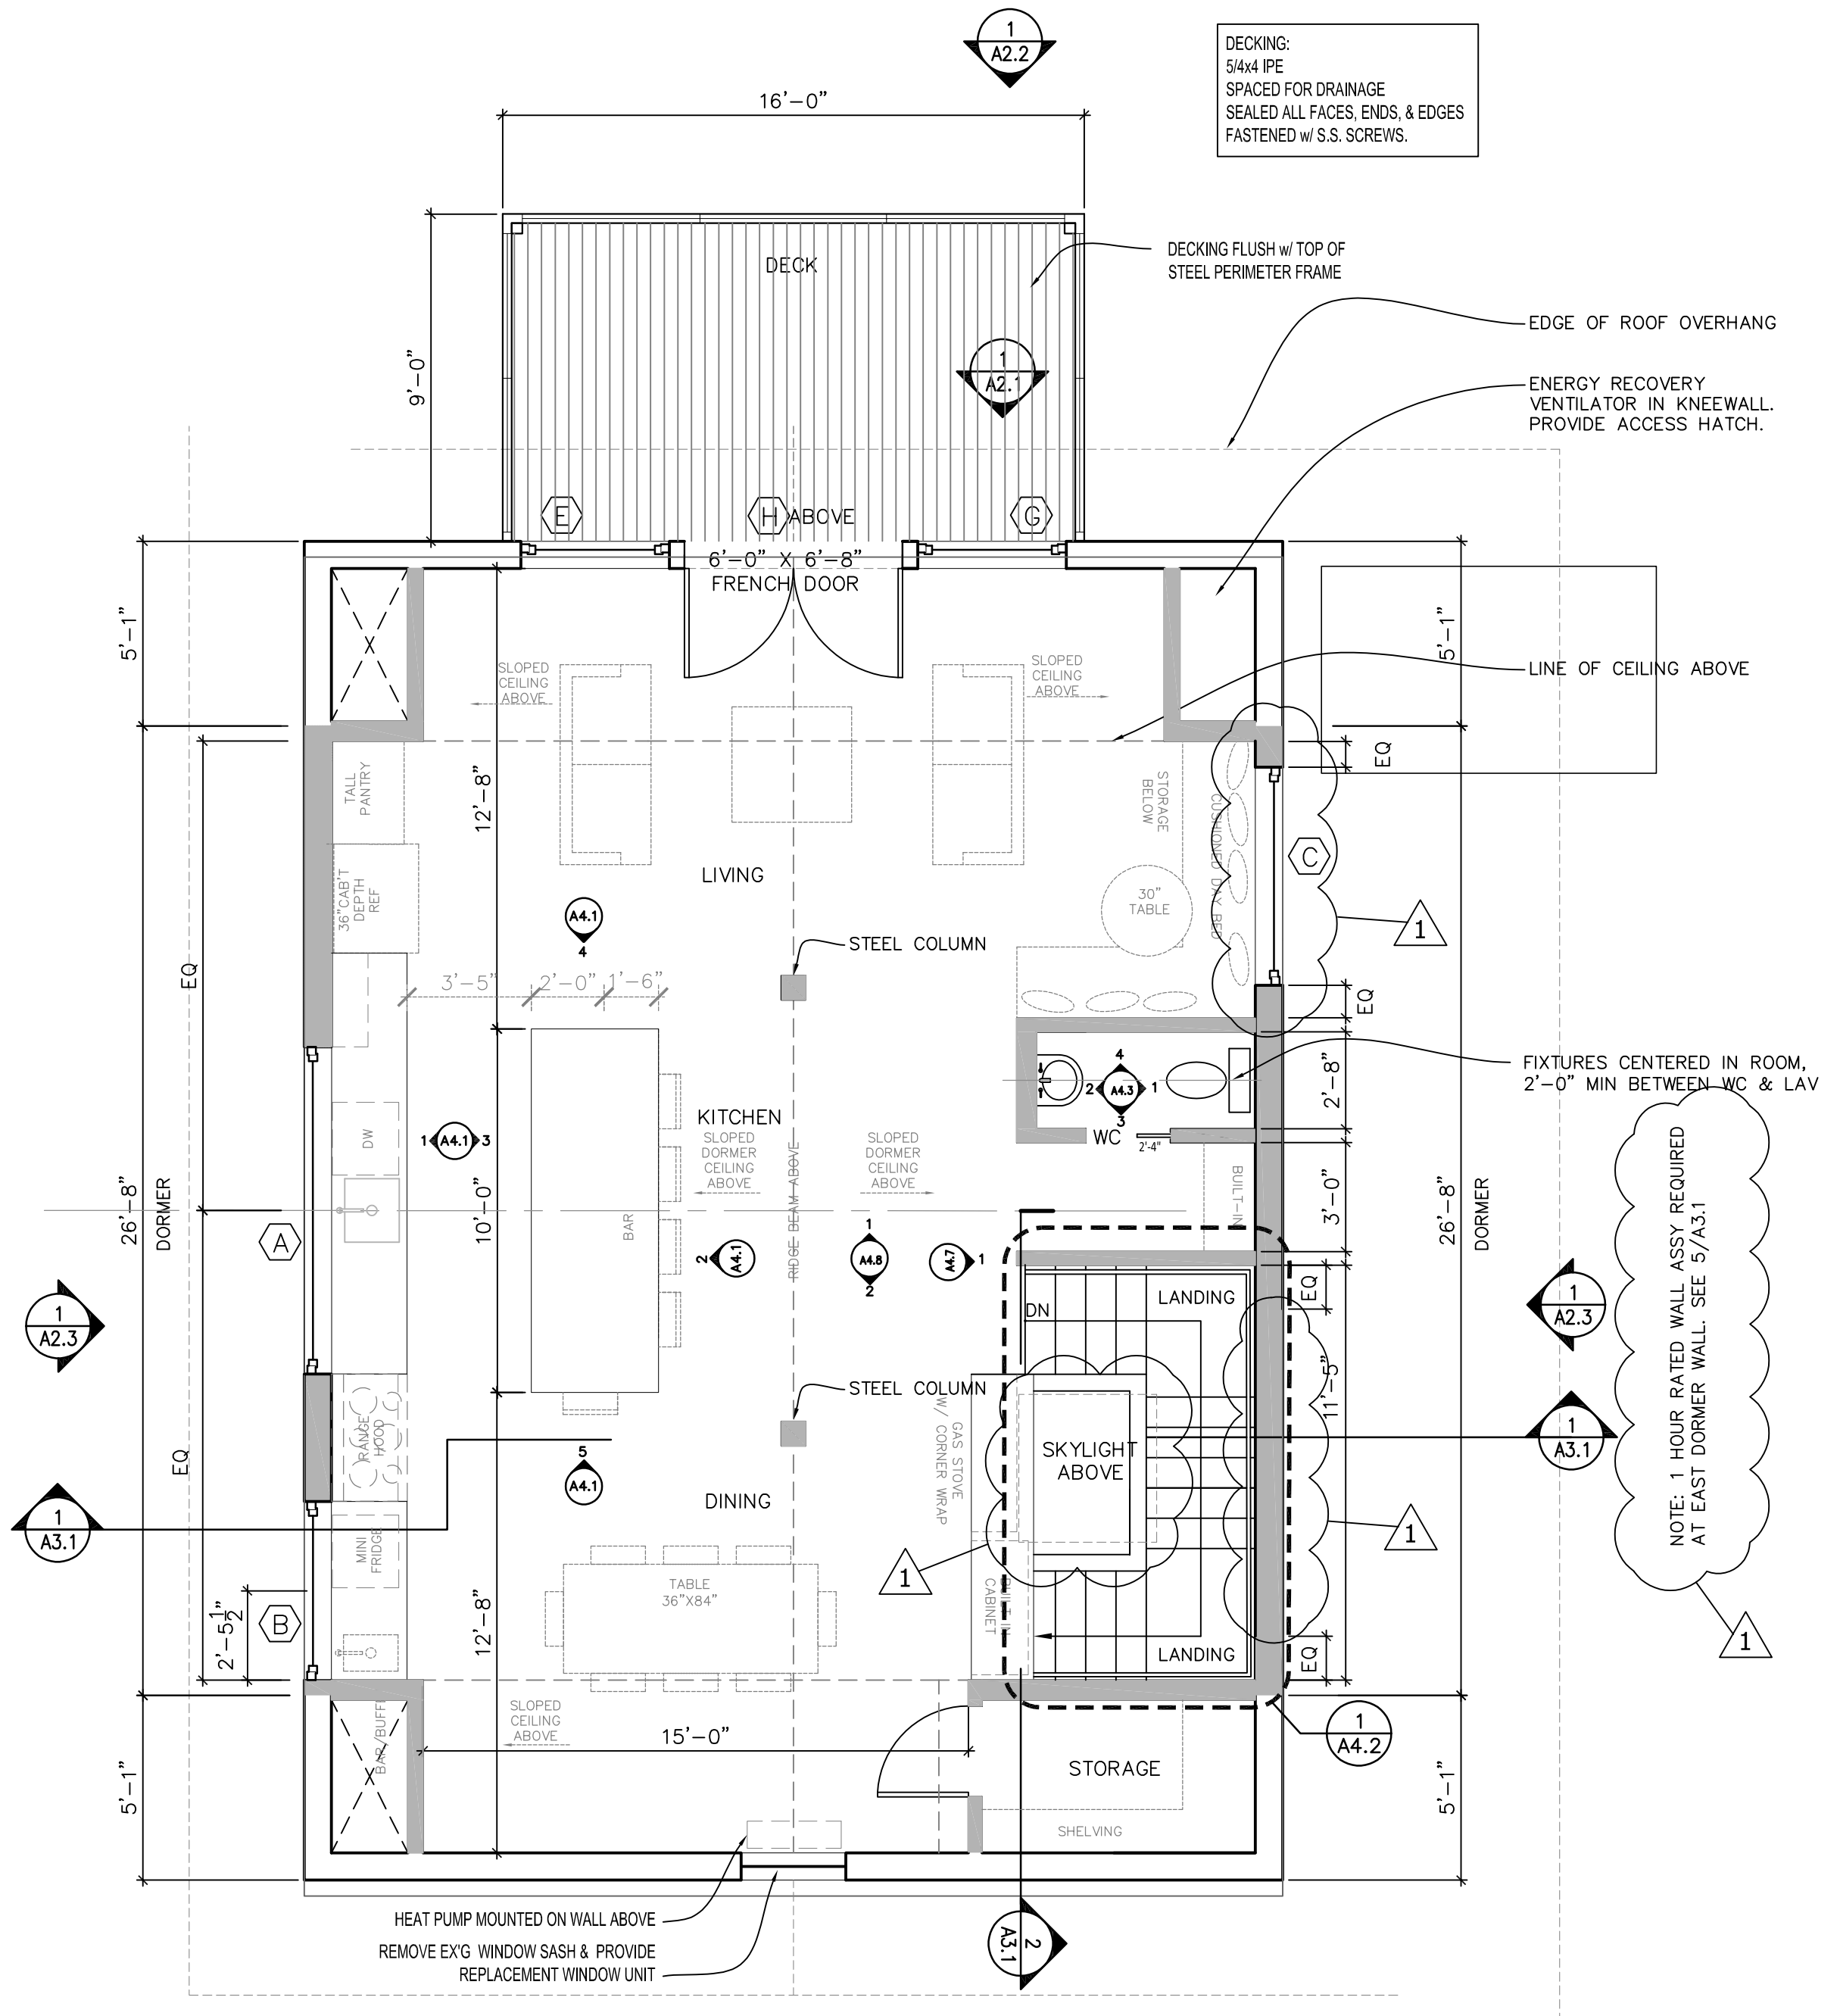 1
A2.2
DECKING:
5/4x4 IPE
SPACED FOR DRAINAGE
SEALED ALL FACES, ENDS, & EDGES
FASTENED w/ S.S. SCREWS.
16'-0"
DECK
DECKING FLUSH w/ TOP OF
STEEL PERIMETER FRAME
EDGE OF ROOF OVERHANG
9'-0"
1
A2.1
ENERGY RECOVERY
VENTILATOR IN KNEEWALL.
PROVIDE ACCESS HATCH.
E
H ABOVE
G
6'-0" X 6'-8"
FRENCH DOOR
5'-1"
5'-1"
SLOPED
CEILING
ABOVE
SLOPED
CEILING
ABOVE
LINE OF CEILING ABOVE
EQ
TALL
PANTRY
12'-8"
STORAGE
BELOW
CUSHIONED DAY BED
C
LIVING
36"CAB'T
DEPTH
REF
30"
TABLE
A4.1
4
1
STEEL COLUMN
EQ
3'-5"
2'-0"
1'-6"
EQ
FIXTURES CENTERED IN ROOM,
2'-0" MIN BETWEEN WC & LAV
4
2 A4.3 1
3
2'-8"
KITCHEN
DW
1 A4.1 3
WC
2'-4"
SLOPED
DORMER
CEILING
ABOVE
SLOPED
DORMER
CEILING
ABOVE
RIDGE BEAM ABOVE
BUILT-IN
3'-0"
26'-8"
DORMER
26'-8"
DORMER
NOTE: 1 HOUR RATED WALL ASSY REQUIRED
AT EAST DORMER WALL. SEE 5/A3.1
10'-0"
BAR
A
2
A4.1
1
A4.8
2
A4.7
1
EQ
LANDING
DN
1
A2.3
1
A2.3
11'-5"
STEEL COLUMN
GAS STOVE
W/ CORNER WRAP
RANGE
HOOD
SKYLIGHT
ABOVE
1
A3.1
EQ
5
A4.1
DINING
1
A3.1
MINI
FRIDGE
1
1
TABLE
36"X84"
BUILT IN
CABINET
B
2'-5 1/2"
12'-8"
LANDING
EQ
1
BAR/BUFF
SLOPED
CEILING
ABOVE
15'-0"
1
A4.2
STORAGE
5'-1"
5'-1"
SHELVING
HEAT PUMP MOUNTED ON WALL ABOVE
REMOVE EX'G WINDOW SASH & PROVIDE
REPLACEMENT WINDOW UNIT
2
A3.1